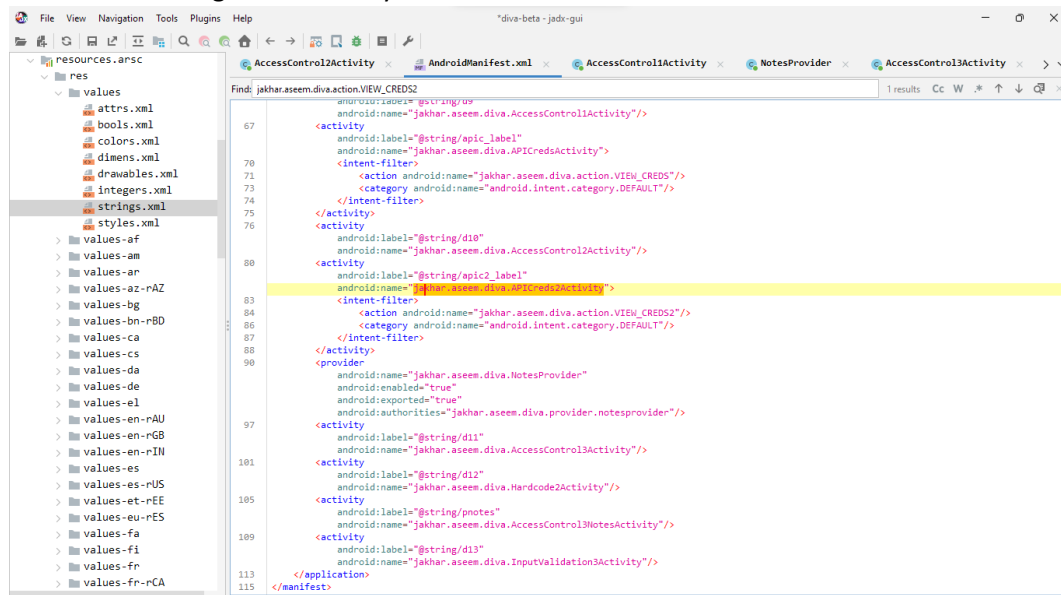 File View Navigation Tools Plugins Help
*diva-beta - jadx-gui
AccessControl2Activity
AndroidManifest.xml
AccessControl1Activity
NotesProvider
AccessControl3Activity
Find: jakhar.aseem.diva.action.VIEW_CREDS2
1 results Cc W .*
resources.arsc
res
values
attrs.xml
bools.xml
colors.xml
dimens.xml
drawables.xml
integers.xml
strings.xml
styles.xml
values-af
values-am
values-ar
values-az-rAZ
values-bg
values-bn-rBD
values-ca
values-cs
values-da
values-de
values-el
values-en-rAU
values-en-rGB
values-en-rIN
values-es
values-es-rUS
values-et-rEE
values-eu-rES
values-fa
values-fi
values-fr
values-fr-rCA
android:label="@string/d9"
android:name="jakhar.aseem.diva.AccessControl1Activity"/>
67 <activity
android:label="@string/apic_label"
android:name="jakhar.aseem.diva.APICredsActivity">
70 <intent-filter>
71 <action android:name="jakhar.aseem.diva.action.VIEW_CREDS"/>
73 <category android:name="android.intent.category.DEFAULT"/>
74 </intent-filter>
75 </activity>
76 <activity
android:label="@string/d10"
android:name="jakhar.aseem.diva.AccessControl2Activity"/>
80 <activity
android:label="@string/apic2_label"
android:name="jakhar.aseem.diva.APICreds2Activity">
83 <intent-filter>
84 <action android:name="jakhar.aseem.diva.action.VIEW_CREDS2"/>
86 <category android:name="android.intent.category.DEFAULT"/>
87 </intent-filter>
88 </activity>
90 <provider
android:name="jakhar.aseem.diva.NotesProvider"
android:enabled="true"
android:exported="true"
android:authorities="jakhar.aseem.diva.provider.notesprovider"/>
97 <activity
android:label="@string/d11"
android:name="jakhar.aseem.diva.AccessControl3Activity"/>
101 <activity
android:label="@string/d12"
android:name="jakhar.aseem.diva.Hardcode2Activity"/>
105 <activity
android:label="@string/pnotes"
android:name="jakhar.aseem.diva.AccessControl3NotesActivity"/>
109 <activity
android:label="@string/d13"
android:name="jakhar.aseem.diva.InputValidation3Activity"/>
113 </application>
115 </manifest>